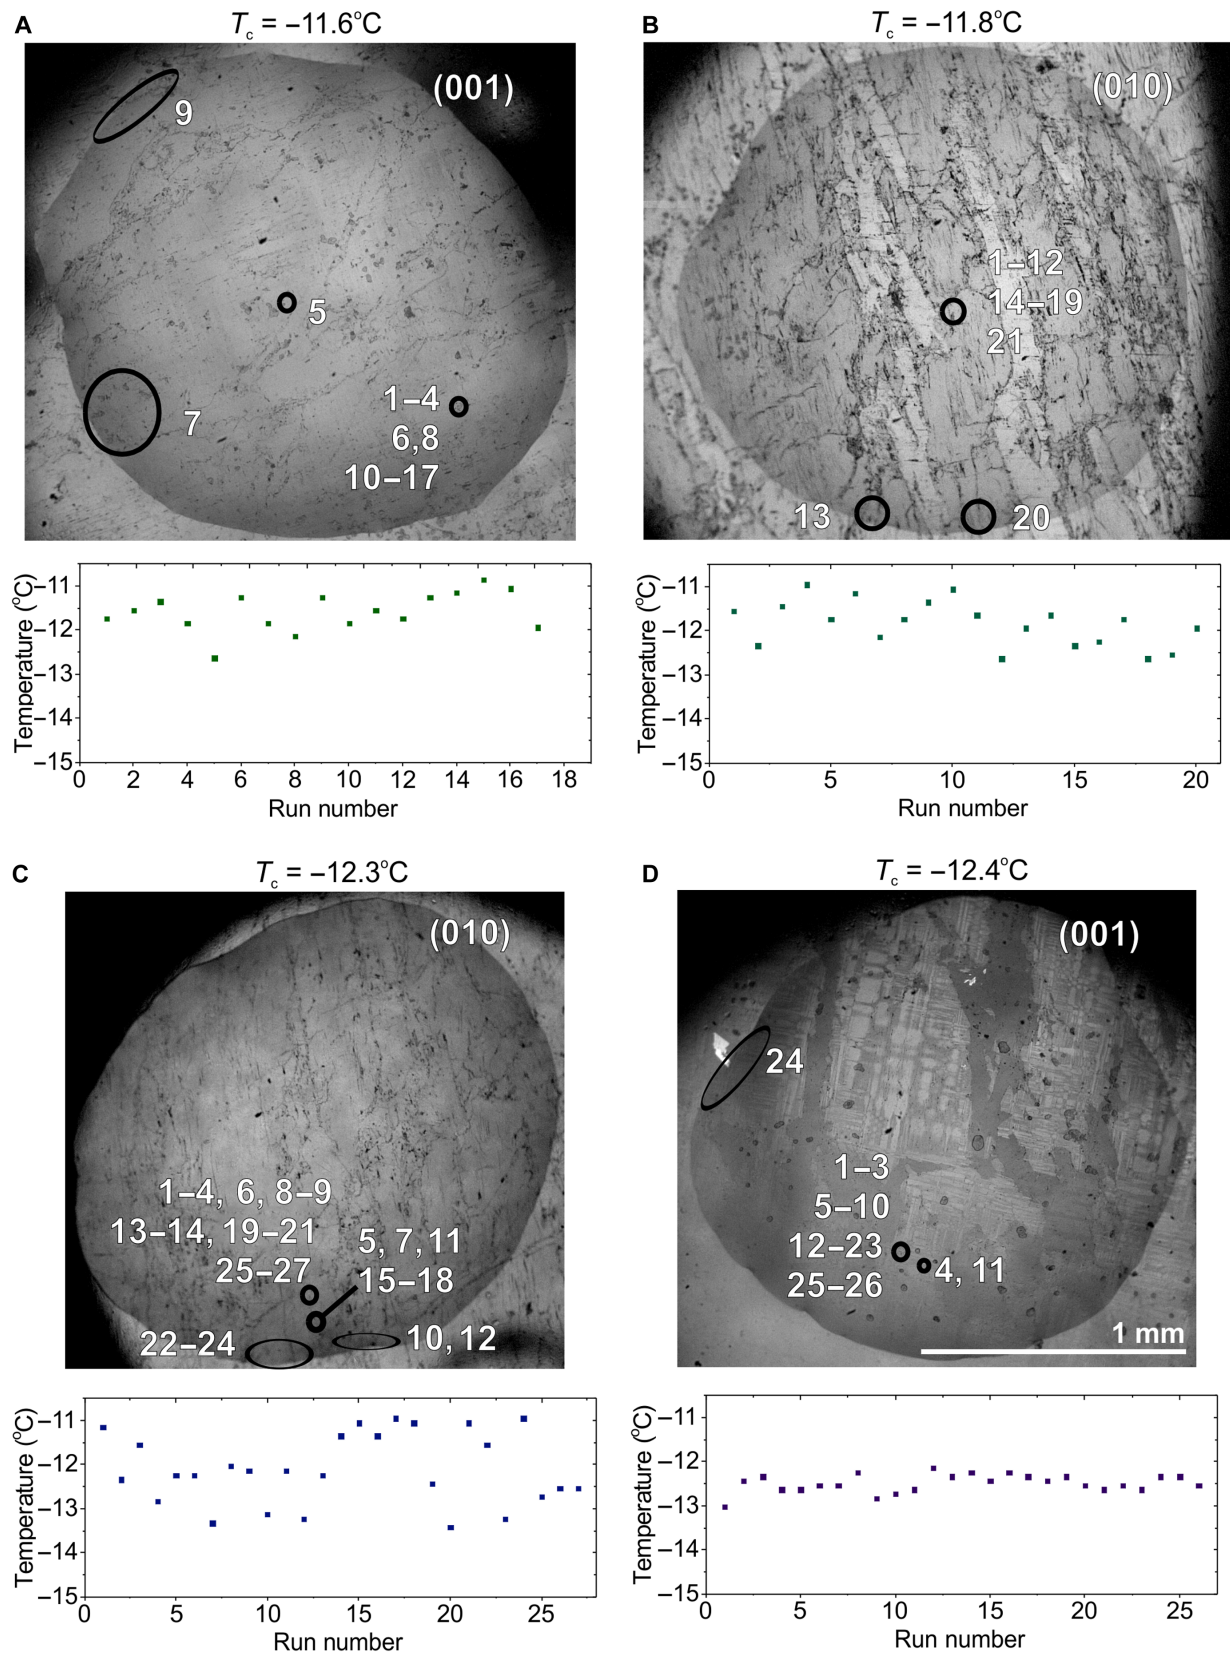 A
T_c = –11.6°C
(001)
9
5
7
1–4
6,8
10–17
Temperature (°C)
–11
–12
–13
–14
–15
0 2 4 6 8 10 12 14 16 18
Run number
B
T_c = –11.8°C
(010)
1–12
14–19
21
13
20
Temperature (°C)
–11
–12
–13
–14
–15
0 5 10 15 20
Run number
C
T_c = –12.3°C
(010)
1–4, 6, 8–9
13–14, 19–21
25–27
5, 7, 11
15–18
22–24
10, 12
Temperature (°C)
–11
–12
–13
–14
–15
0 5 10 15 20 25
Run number
D
T_c = –12.4°C
(001)
24
1–3
5–10
12–23
25–26
4, 11
1 mm
Temperature (°C)
–11
–12
–13
–14
–15
0 5 10 15 20 25
Run number